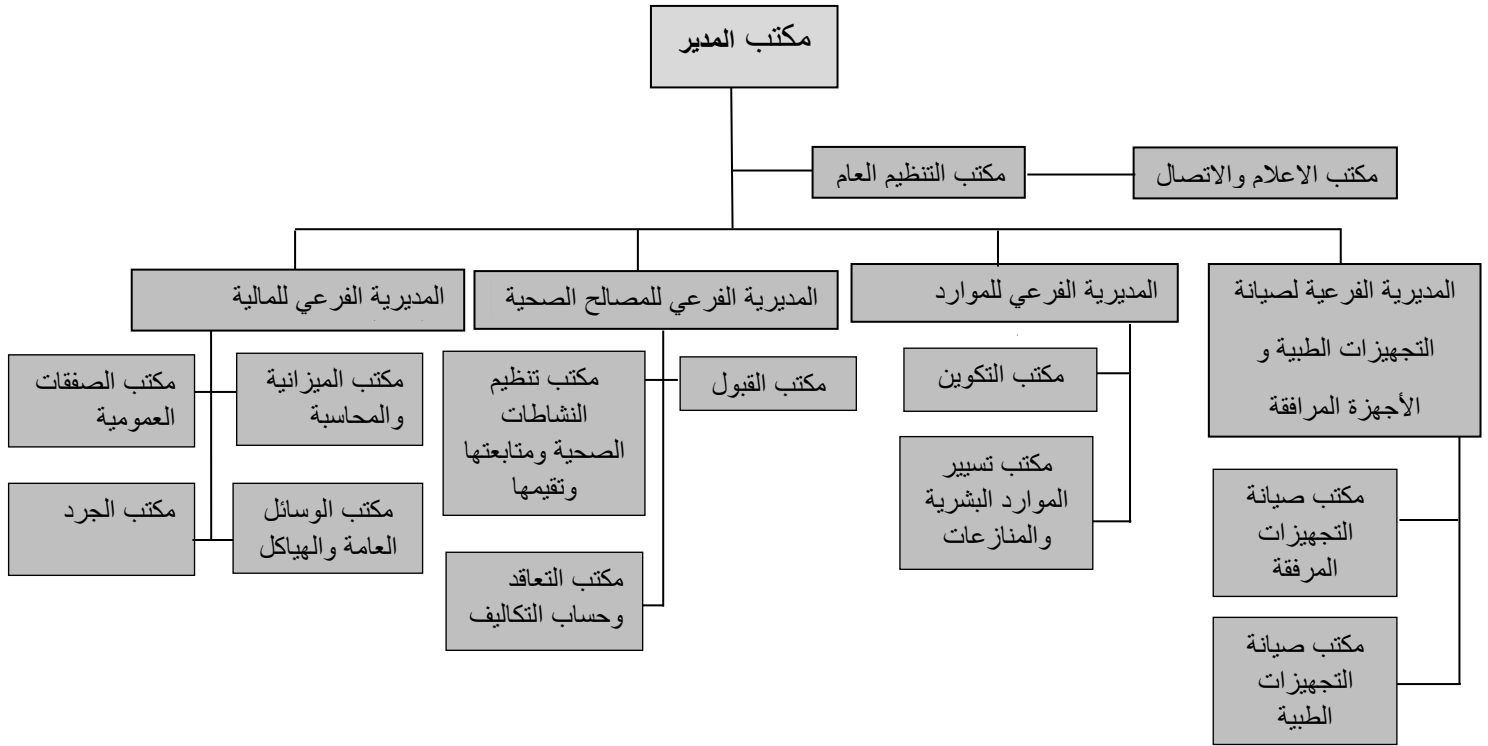 مكتب المدير
مكتب الاعلام والاتصال
مكتب التنظيم العام
المديرية الفرعية لصيانة
التجهيزات الطبية و
الأجهزة المرافقة
المديرية الفرعي للموارد
المديرية الفرعي للمصالح الصحية
المديرية الفرعي للمالية
مكتب صيانة
التجهيزات
المرفقة
مكتب صيانة
التجهيزات
الطبية
مكتب التكوين
مكتب تسيير
الموارد البشرية
والمنازعات
مكتب القبول
مكتب تنظيم
النشاطات
الصحية ومتابعتها
وتقيمها
مكتب التعاقد
وحساب التكاليف
مكتب الميزانية
والمحاسبة
مكتب الصفقات
العمومية
مكتب الوسائل
العامة والهياكل
مكتب الجرد